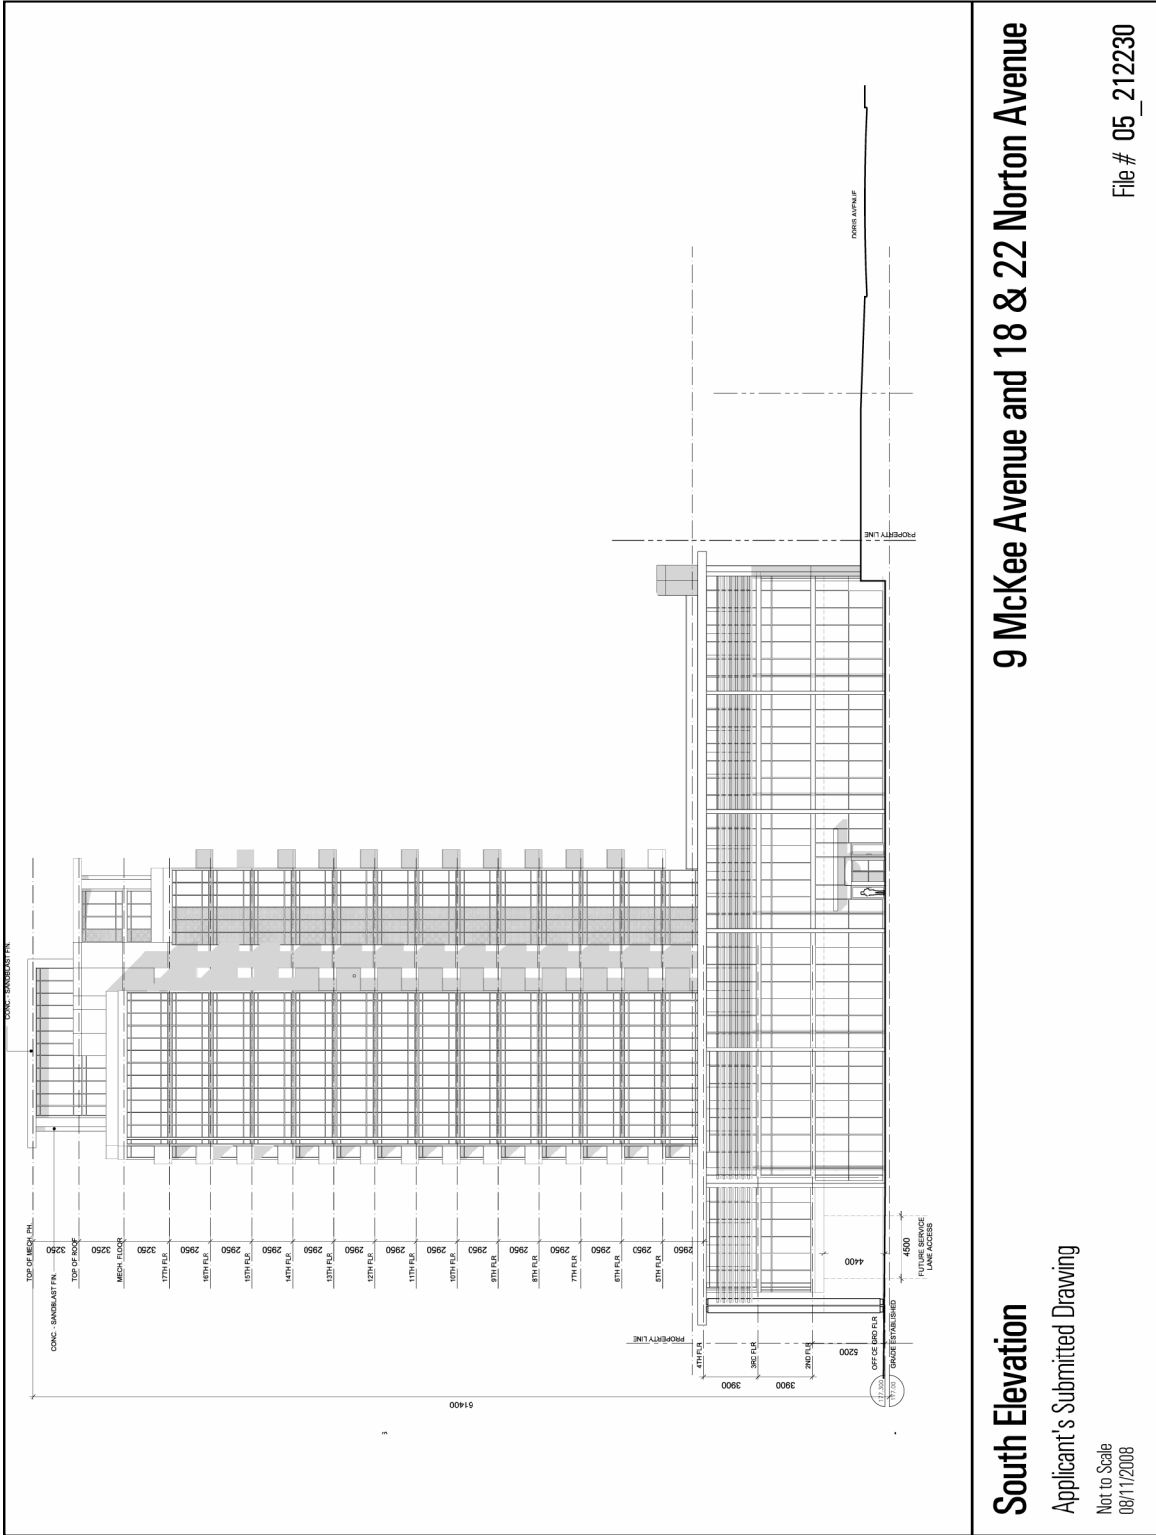 CONC. - SANDBLAST FIN.
TOP OF MECH. PH.
3250
CONC. - SANDBLAST FIN.
TOP OF ROOF
3250
MECH. FLOOR
3250
17TH FLR
2950
16TH FLR
2950
15TH FLR
2950
14TH FLR
2950
13TH FLR
2950
12TH FLR
2950
11TH FLR
2950
10TH FLR
2950
9TH FLR
2950
8TH FLR
2950
7TH FLR
2950
6TH FLR
2950
5TH FLR
2950
4TH FLR
3900
3RD FLR
3900
2ND FLR
5200
OFFICE GRD FLR
GRADE ESTABLISHED
177.300
177.00
61400
4400
4500
FUTURE SERVICE
LANE ACCESS
PROPERTY LINE
PROPERTY LINE
DORIS AVENUE
South Elevation
9 McKee Avenue and 18 & 22 Norton Avenue
Applicant's Submitted Drawing
Not to Scale
08/11/2008
File # 05_212230